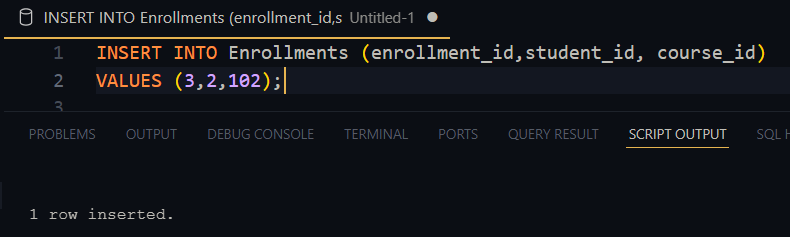 INSERT INTO Enrollments (enrollment_id,s Untitled-1
1 INSERT INTO Enrollments (enrollment_id,student_id, course_id)
2 VALUES (3,2,102);
3
PROBLEMS OUTPUT DEBUG CONSOLE TERMINAL PORTS QUERY RESULT SCRIPT OUTPUT SQL H
1 row inserted.